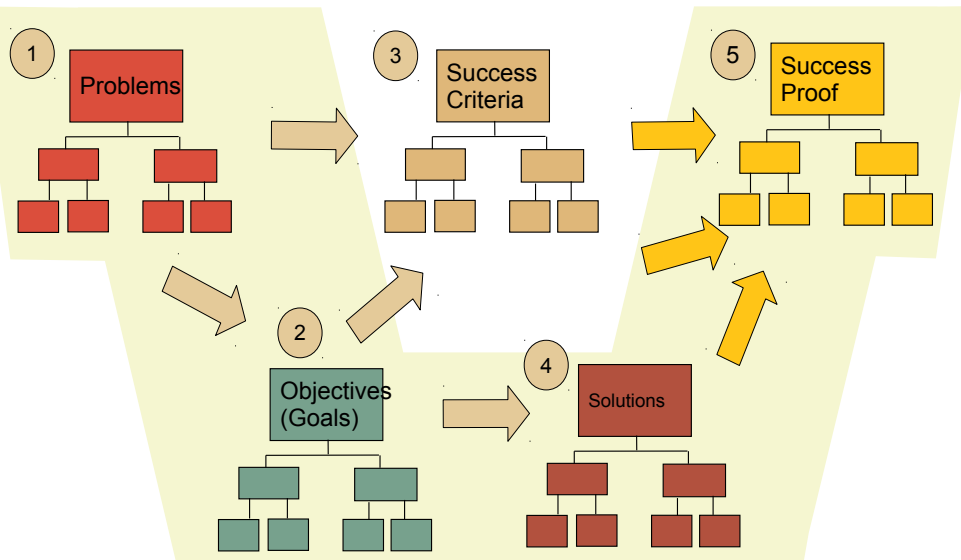 1
Problems
3
Success
Criteria
5
Success
Proof
2
Objectives
(Goals)
4
Solutions